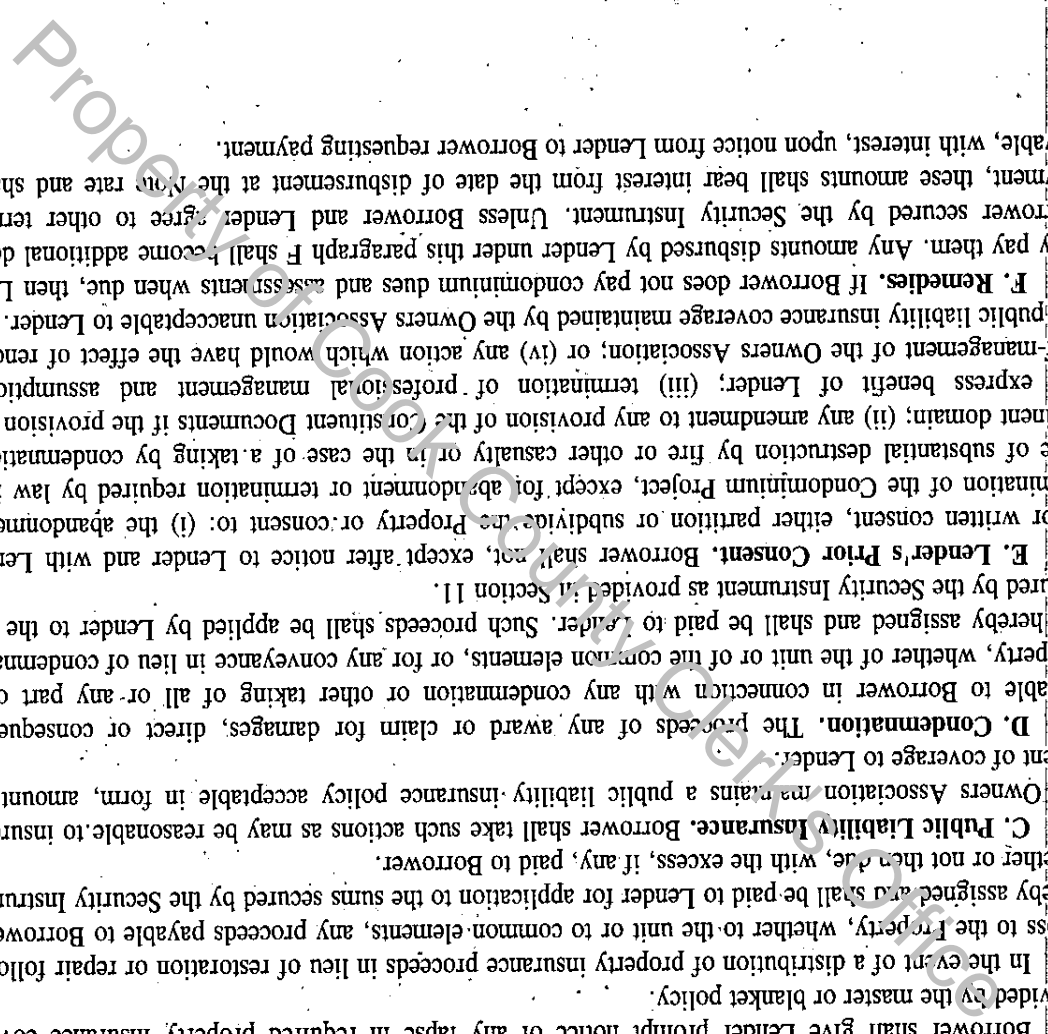 Borrower shall give Lender prompt notice of any lapse in required property insurance cove
vided by the master or blanket policy.
In the event of a distribution of property insurance proceeds in lieu of restoration or repair follo
ss to the Property, whether to the unit or to common elements, any proceeds payable to Borrowe
eby assigned and shall be paid to Lender for application to the sums secured by the Security Instru
ether or not then due, with the excess, if any, paid to Borrower.
C. Public Liability Insurance. Borrower shall take such actions as may be reasonable to insur
Owners Association maintains a public liability insurance policy acceptable in form, amount
ent of coverage to Lender.
D. Condemnation. The proceeds of any award or claim for damages, direct or conseque
able to Borrower in connection with any condemnation or other taking of all or any part o
perty, whether of the unit or of the common elements, or for any conveyance in lieu of condemna
hereby assigned and shall be paid to Lender. Such proceeds shall be applied by Lender to the
ured by the Security Instrument as provided in Section 11.
E. Lender's Prior Consent. Borrower shall not, except after notice to Lender and with Len
or written consent, either partition or subdivide the Property or consent to: (i) the abandonme
mination of the Condominium Project, except for abandonment or termination required by law
e of substantial destruction by fire or other casualty or in the case of a taking by condemnatio
inent domain; (ii) any amendment to any provision of the Constituent Documents if the provision
express benefit of Lender; (iii) termination of professional management and assumptio
f-management of the Owners Association; or (iv) any action which would have the effect of rend
public liability insurance coverage maintained by the Owners Association unacceptable to Lender.
F. Remedies. If Borrower does not pay condominium dues and assessments when due, then L
y pay them. Any amounts disbursed by Lender under this paragraph F shall become additional de
rower secured by the Security Instrument. Unless Borrower and Lender agree to other tern
ment, these amounts shall bear interest from the date of disbursement at the Note rate and sha
able, with interest, upon notice from Lender to Borrower requesting payment.
Property of Cook County Clerk's Office